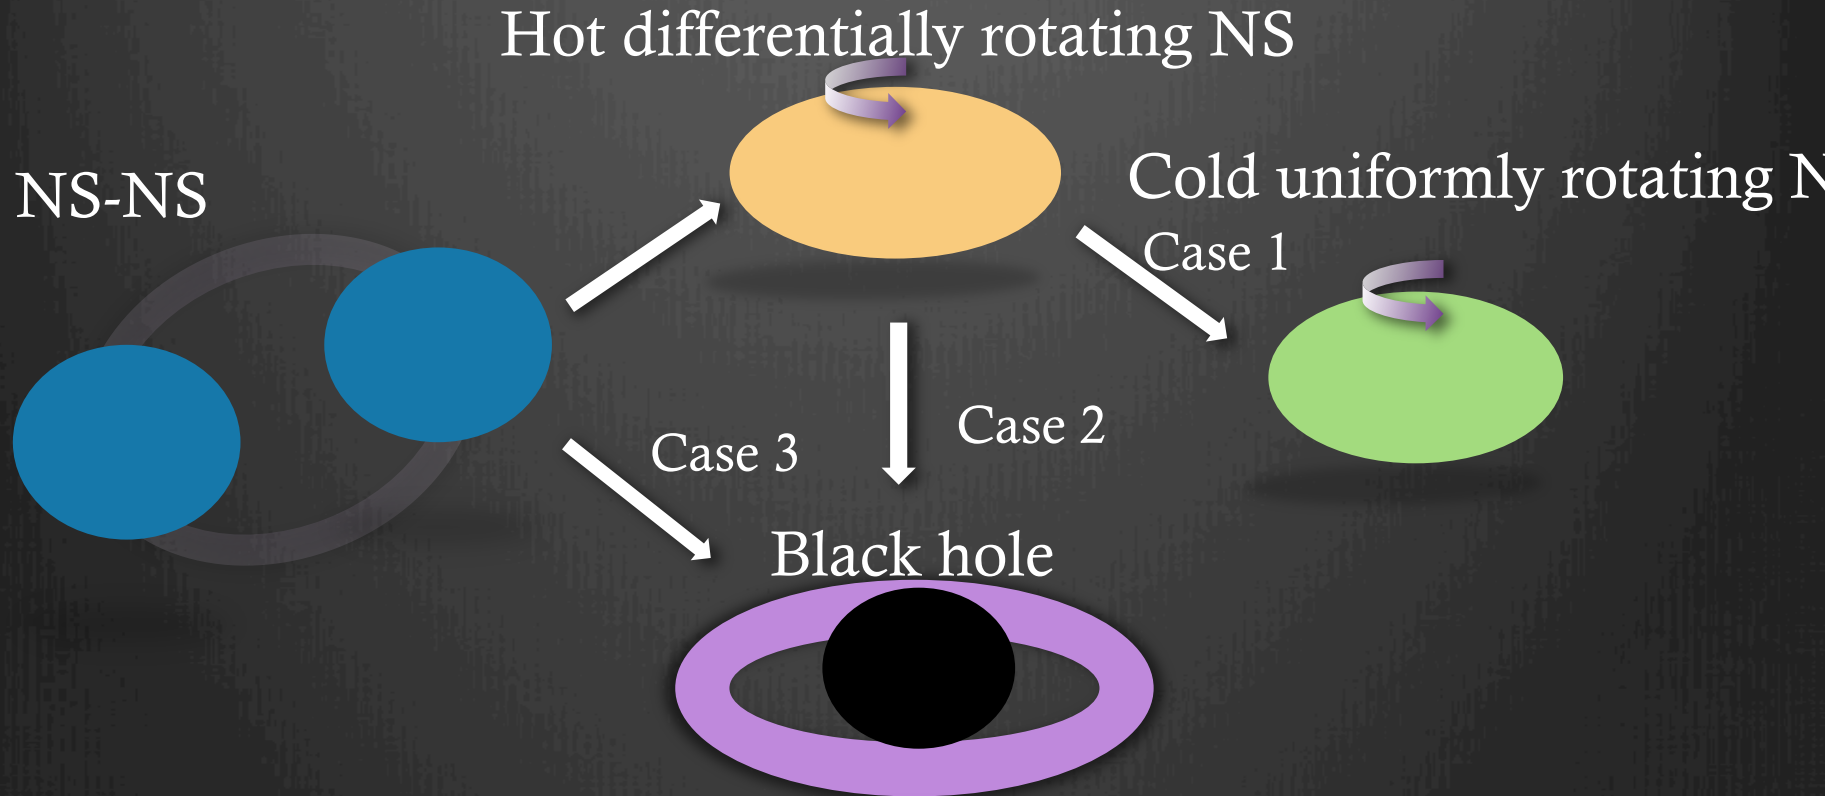 Hot differentially rotating NS
NS-NS
Cold uniformly rotating
Case 1
Case 2
Case 3
Black hole